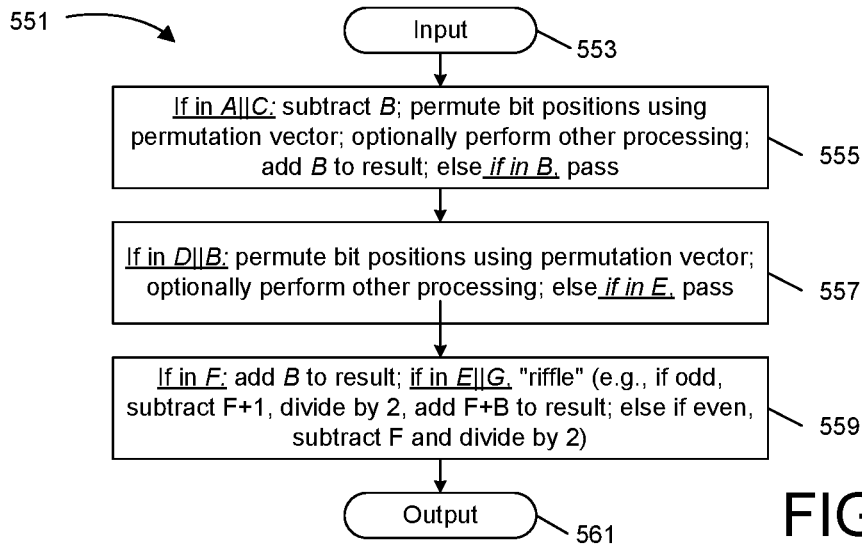 551
Input
553
If in A||C: subtract B; permute bit positions using
permutation vector; optionally perform other processing;
add B to result; else if in B, pass
555
If in D||B: permute bit positions using permutation vector;
optionally perform other processing; else if in E, pass
557
If in F: add B to result; if in E||G, "riffle" (e.g., if odd,
subtract F+1, divide by 2, add F+B to result; else if even,
subtract F and divide by 2)
559
Output
561
FIG